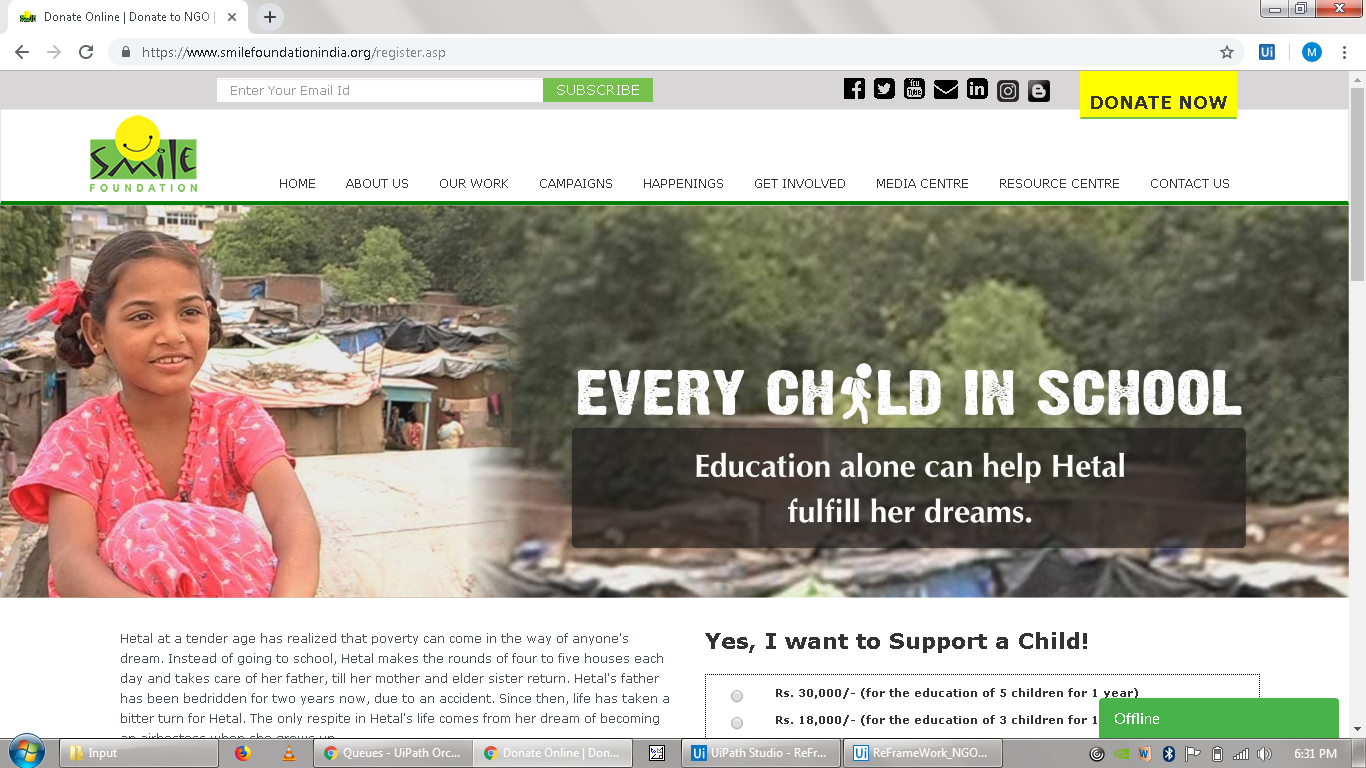 Donate Online | Donate to NGO |
https://www.smilefoundationindia.org/register.asp
Ui
M
Enter Your Email Id
SUBSCRIBE
You
Tube
in
DONATE NOW
SMILE
FOUNDATION
HOME
ABOUT US
OUR WORK
CAMPAIGNS
HAPPENINGS
GET INVOLVED
MEDIA CENTRE
RESOURCE CENTRE
CONTACT US
EVERY CHILD IN SCHOOL
Education alone can help Hetal
fulfill her dreams.
Hetal at a tender age has realized that poverty can come in the way of anyone's
dream. Instead of going to school, Hetal makes the rounds of four to five houses each
day and takes care of her father, till her mother and elder sister return. Hetal's father
has been bedridden for two years now, due to an accident. Since then, life has taken a
bitter turn for Hetal. The only respite in Hetal's life comes from her dream of becoming
an airhostess when she grows up
Yes, I want to Support a Child!
Rs. 30,000/- (for the education of 5 children for 1 year)
Rs. 18,000/- (for the education of 3 children for 1
Offline
Input
Queues - UiPath Orc...
Donate Online | Don...
Ui UiPath Studio - ReFr...
Ui ReFrameWork_NGO...
6:31 PM